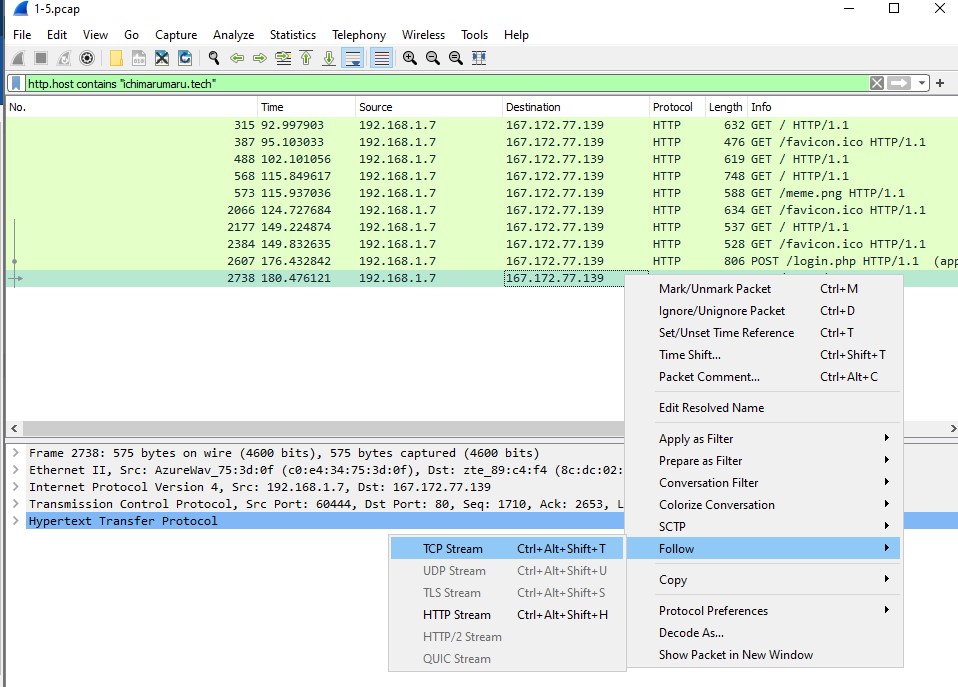 1-5.pcap
File Edit View Go Capture Analyze Statistics Telephony Wireless Tools Help
http.host contains "ichimarumaru.tech"
No. Time Source Destination Protocol Length Info
315 92.997903 192.168.1.7 167.172.77.139 HTTP 632 GET / HTTP/1.1
387 95.103033 192.168.1.7 167.172.77.139 HTTP 476 GET /favicon.ico HTTP/1.1
488 102.101056 192.168.1.7 167.172.77.139 HTTP 619 GET / HTTP/1.1
568 115.849617 192.168.1.7 167.172.77.139 HTTP 748 GET / HTTP/1.1
573 115.937036 192.168.1.7 167.172.77.139 HTTP 588 GET /meme.png HTTP/1.1
2066 124.727684 192.168.1.7 167.172.77.139 HTTP 634 GET /favicon.ico HTTP/1.1
2177 149.224874 192.168.1.7 167.172.77.139 HTTP 537 GET / HTTP/1.1
2384 149.832635 192.168.1.7 167.172.77.139 HTTP 528 GET /favicon.ico HTTP/1.1
2607 176.432842 192.168.1.7 167.172.77.139 HTTP 806 POST /login.php HTTP/1.1 (app
2738 180.476121 192.168.1.7 167.172.77.139
Mark/Unmark Packet Ctrl+M
Ignore/Unignore Packet Ctrl+D
Set/Unset Time Reference Ctrl+T
Time Shift... Ctrl+Shift+T
Packet Comment... Ctrl+Alt+C
Edit Resolved Name
Apply as Filter
Prepare as Filter
Conversation Filter
Colorize Conversation
SCTP
Follow
Copy
Protocol Preferences
Decode As...
Show Packet in New Window
Frame 2738: 575 bytes on wire (4600 bits), 575 bytes captured (4600 bits)
Ethernet II, Src: AzureWav_75:3d:0f (c0:e4:34:75:3d:0f), Dst: zte_89:c4:f4 (8c:dc:02:
Internet Protocol Version 4, Src: 192.168.1.7, Dst: 167.172.77.139
Transmission Control Protocol, Src Port: 60444, Dst Port: 80, Seq: 1710, Ack: 2653, L
Hypertext Transfer Protocol
TCP Stream Ctrl+Alt+Shift+T
UDP Stream Ctrl+Alt+Shift+U
TLS Stream Ctrl+Alt+Shift+S
HTTP Stream Ctrl+Alt+Shift+H
HTTP/2 Stream
QUIC Stream